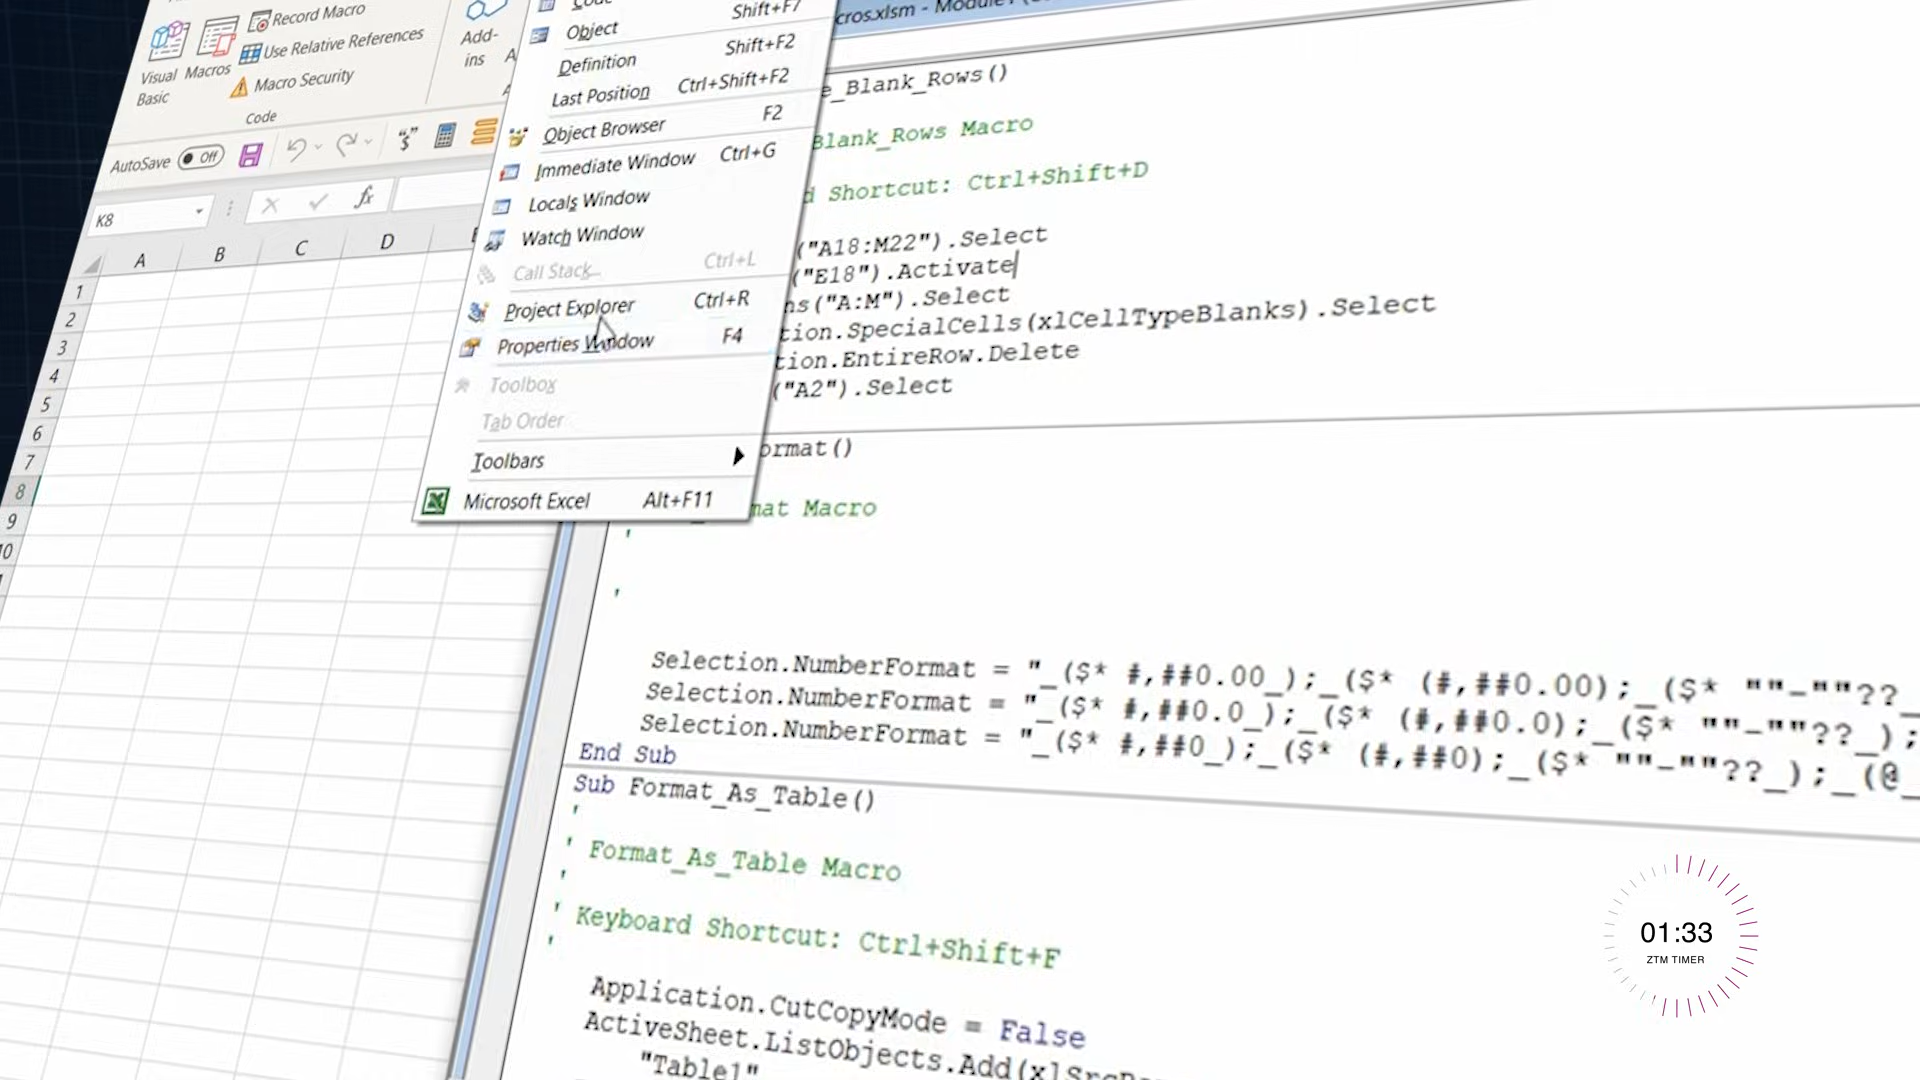 Record Macro
Use Relative References
Macro Security
Visual
Basic
Macros
Add-
ins
Code
AutoSave Off
K8
fx
A B C D
1
2
3
4
5
6
7
8
9
10
Shift+F7
Object
Definition Shift+F2
Last Position Ctrl+Shift+F2
Object Browser F2
Immediate Window Ctrl+G
Locals Window
Watch Window
Call Stack... Ctrl+L
Project Explorer Ctrl+R
Properties Window F4
Toolbox
Tab Order
Toolbars
Microsoft Excel Alt+F11
cros.xlsm - Module1
e_Blank_Rows()
Blank_Rows Macro
d Shortcut: Ctrl+Shift+D
("A18:M22").Select
("E18").Activate
ns("A:M").Select
tion.SpecialCells(xlCellTypeBlanks).Select
tion.EntireRow.Delete
("A2").Select
ormat()
mat Macro
'
'
Selection.NumberFormat = "_($* #,##0.00_);_($* (#,##0.00);_($* ""-""??_
Selection.NumberFormat = "_($* #,##0.0_);_($* (#,##0.0);_($* ""-""??_);
Selection.NumberFormat = "_($* #,##0_);_($* (#,##0);_($* ""-""??_);_(@_
End Sub
Sub Format_As_Table()
'
' Format_As_Table Macro
'
' Keyboard Shortcut: Ctrl+Shift+F
'
Application.CutCopyMode = False
ActiveSheet.ListObjects.Add(xlSrcRa
"Table1"
01:33
ZTM TIMER